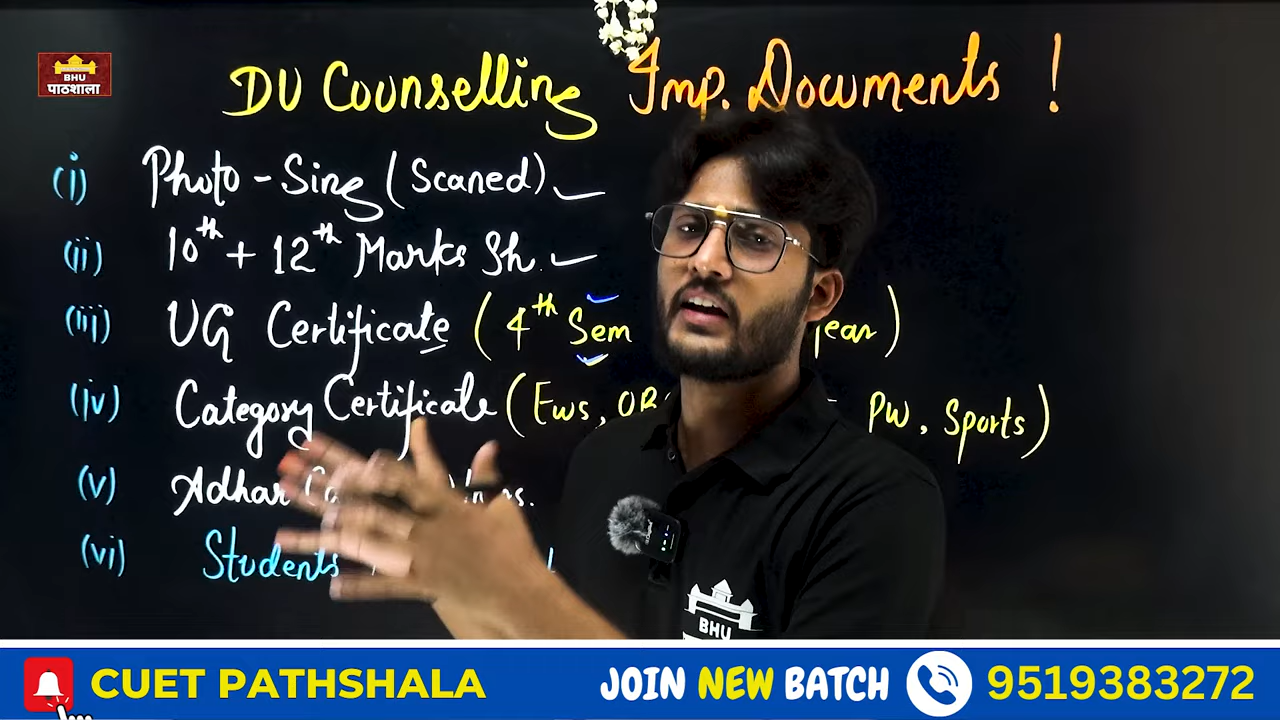 BHU
पाठशाला
DU Counselling Imp. Documents !
(i) Photo - Sing (Scaned)
(ii) 10th + 12th Marks Sh.
(iii) UG Certificate ( 4th Sem year )
(iv) Category Certificate ( Ews, PW, Sports )
(v) Adhar
(vi) Students
BHU
CUET PATHSHALA JOIN NEW BATCH 9519383272